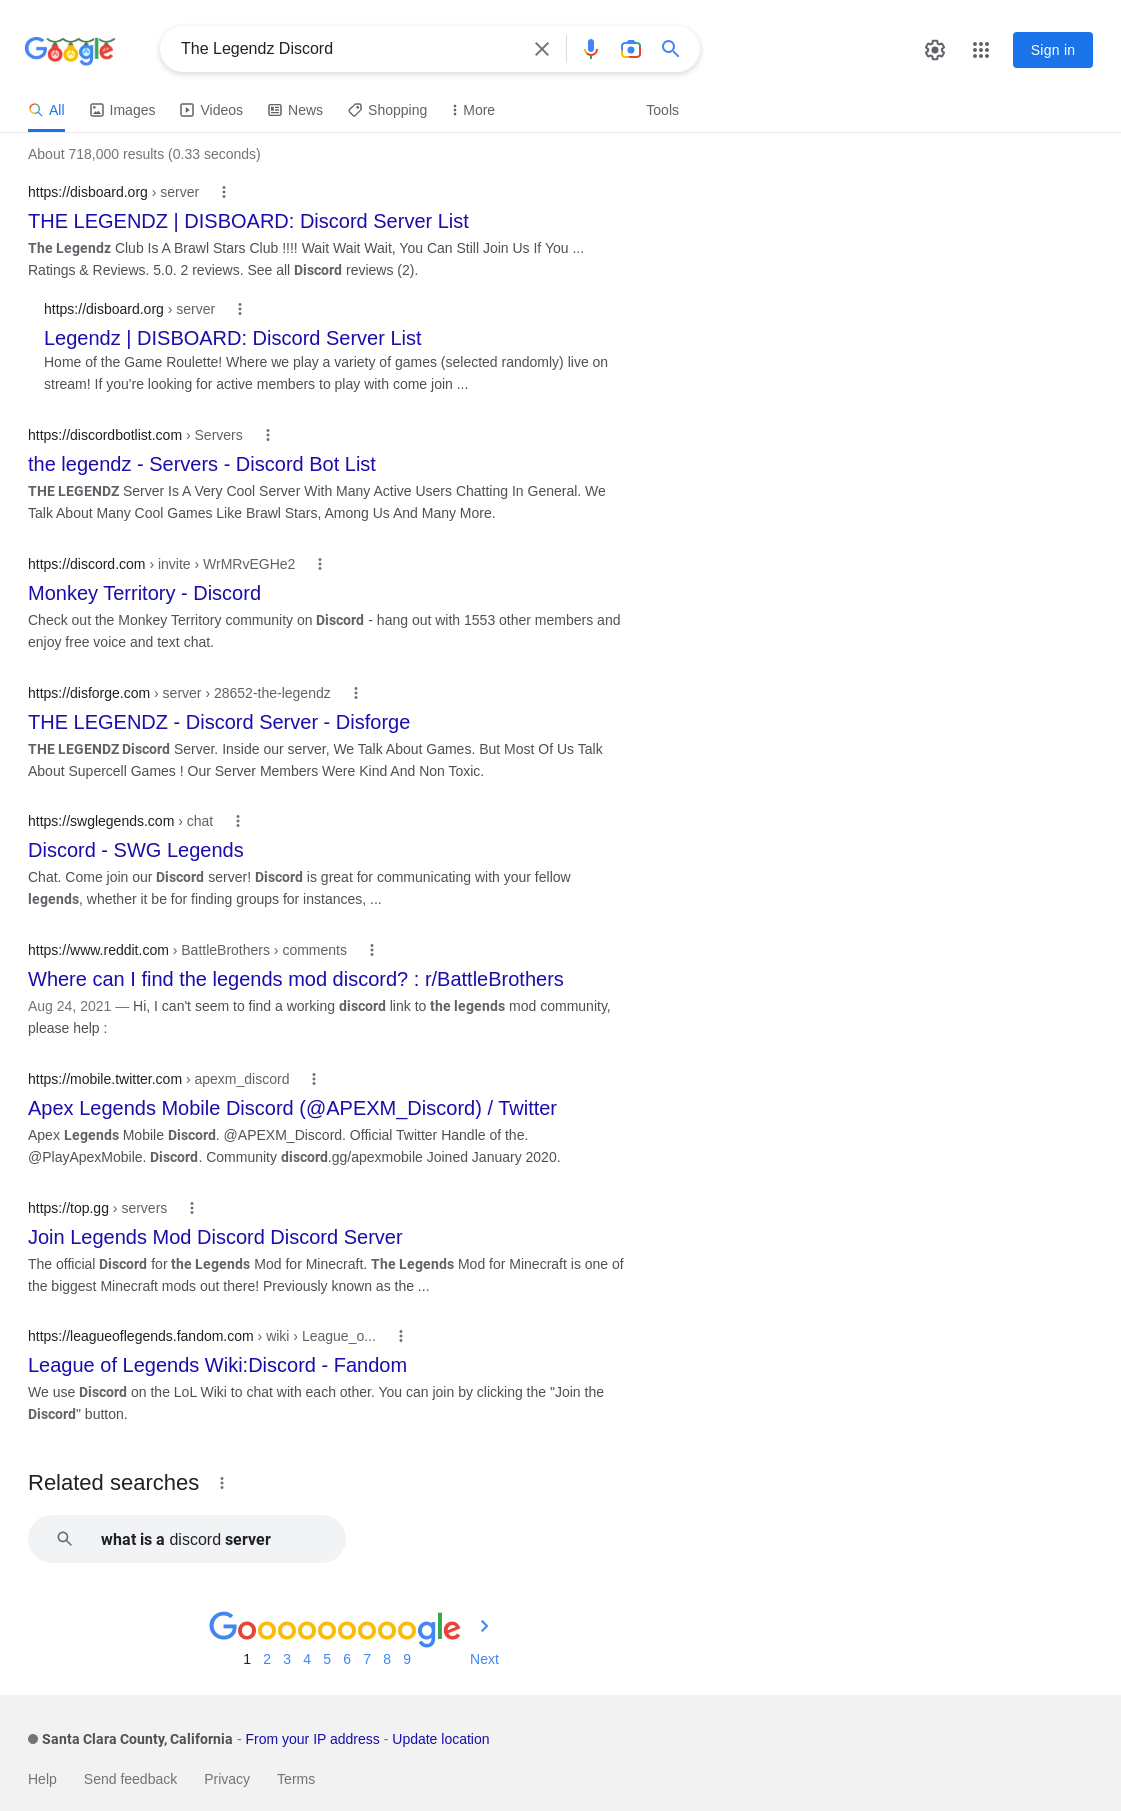 Google
The Legendz Discord
Sign in
All Images Videos News Shopping More Tools
About 718,000 results (0.33 seconds)
https://disboard.org › server
THE LEGENDZ | DISBOARD: Discord Server List
The Legendz Club Is A Brawl Stars Club !!!! Wait Wait Wait, You Can Still Join Us If You ...
Ratings & Reviews. 5.0. 2 reviews. See all Discord reviews (2).
https://disboard.org › server
Legendz | DISBOARD: Discord Server List
Home of the Game Roulette! Where we play a variety of games (selected randomly) live on
stream! If you're looking for active members to play with come join ...
https://discordbotlist.com › Servers
the legendz - Servers - Discord Bot List
THE LEGENDZ Server Is A Very Cool Server With Many Active Users Chatting In General. We
Talk About Many Cool Games Like Brawl Stars, Among Us And Many More.
https://discord.com › invite › WrMRvEGHe2
Monkey Territory - Discord
Check out the Monkey Territory community on Discord - hang out with 1553 other members and
enjoy free voice and text chat.
https://disforge.com › server › 28652-the-legendz
THE LEGENDZ - Discord Server - Disforge
THE LEGENDZ Discord Server. Inside our server, We Talk About Games. But Most Of Us Talk
About Supercell Games ! Our Server Members Were Kind And Non Toxic.
https://swglegends.com › chat
Discord - SWG Legends
Chat. Come join our Discord server! Discord is great for communicating with your fellow
legends, whether it be for finding groups for instances, ...
https://www.reddit.com › BattleBrothers › comments
Where can I find the legends mod discord? : r/BattleBrothers
Aug 24, 2021 — Hi, I can't seem to find a working discord link to the legends mod community,
please help :
https://mobile.twitter.com › apexm_discord
Apex Legends Mobile Discord (@APEXM_Discord) / Twitter
Apex Legends Mobile Discord. @APEXM_Discord. Official Twitter Handle of the.
@PlayApexMobile. Discord. Community discord.gg/apexmobile Joined January 2020.
https://top.gg › servers
Join Legends Mod Discord Discord Server
The official Discord for the Legends Mod for Minecraft. The Legends Mod for Minecraft is one of
the biggest Minecraft mods out there! Previously known as the ...
https://leagueoflegends.fandom.com › wiki › League_o...
League of Legends Wiki:Discord - Fandom
We use Discord on the LoL Wiki to chat with each other. You can join by clicking the "Join the
Discord" button.
Related searches
what is a discord server
Goooooooooogle
1 2 3 4 5 6 7 8 9 Next
Santa Clara County, California - From your IP address - Update location
Help Send feedback Privacy Terms